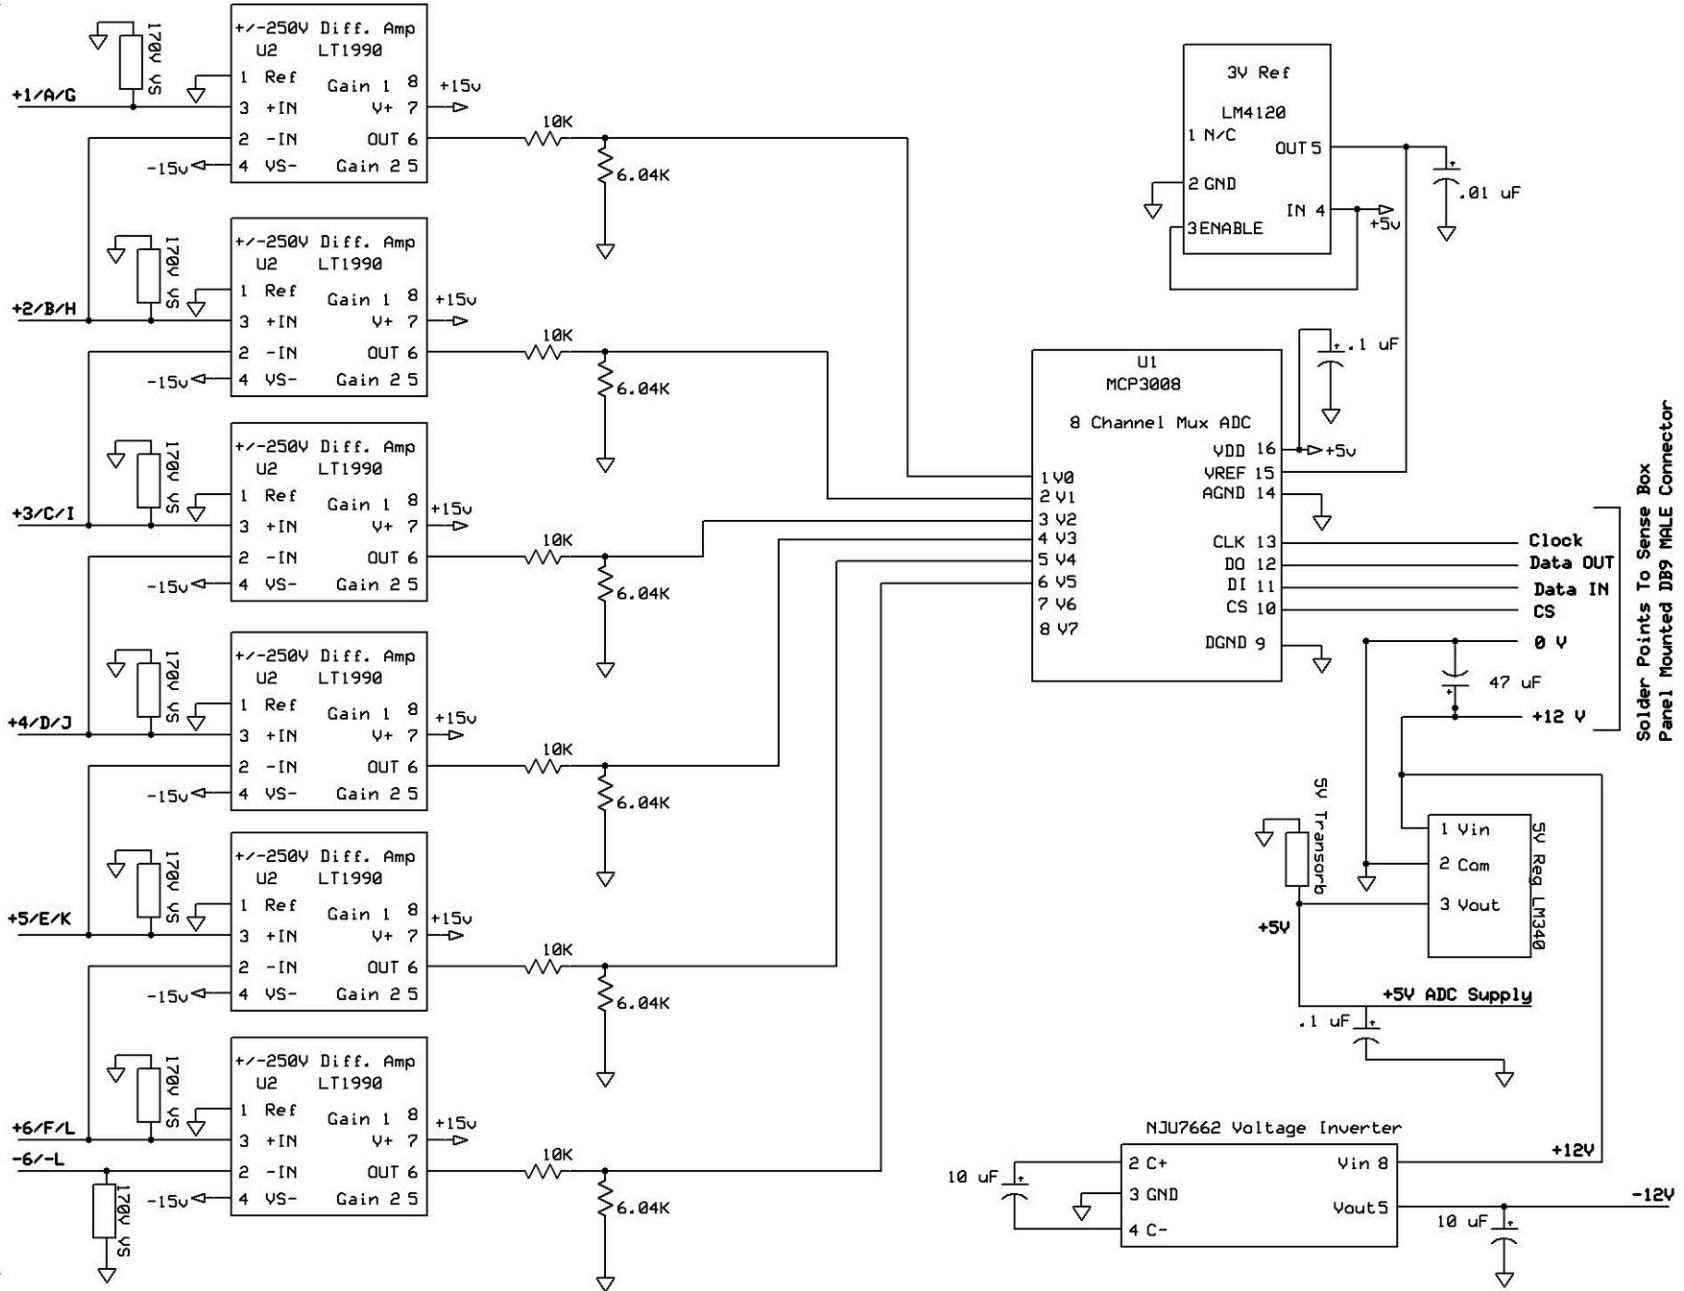 +/-250V Diff. Amp
U2 LT1990
170V VS
1 Ref
Gain 1 8
+15v
+1/A/G
3 +IN
V+ 7
2 -IN
OUT 6
10K
-15v
4 VS-
Gain 2 5
6.04K
+/-250V Diff. Amp
U2 LT1990
170V VS
1 Ref
Gain 1 8
+15v
+2/B/H
3 +IN
V+ 7
2 -IN
OUT 6
10K
-15v
4 VS-
Gain 2 5
6.04K
+/-250V Diff. Amp
U2 LT1990
170V VS
1 Ref
Gain 1 8
+15v
+3/C/I
3 +IN
V+ 7
2 -IN
OUT 6
10K
-15v
4 VS-
Gain 2 5
6.04K
+/-250V Diff. Amp
U2 LT1990
170V VS
1 Ref
Gain 1 8
+15v
+4/D/J
3 +IN
V+ 7
2 -IN
OUT 6
10K
-15v
4 VS-
Gain 2 5
6.04K
+/-250V Diff. Amp
U2 LT1990
170V VS
1 Ref
Gain 1 8
+15v
+5/E/K
3 +IN
V+ 7
2 -IN
OUT 6
10K
-15v
4 VS-
Gain 2 5
6.04K
+/-250V Diff. Amp
U2 LT1990
170V VS
1 Ref
Gain 1 8
+15v
+6/F/L
3 +IN
V+ 7
-6/-L
2 -IN
OUT 6
10K
-15v
4 VS-
Gain 2 5
6.04K
170V VS
3V Ref
LM4120
1 N/C
OUT 5
2 GND
.01 uF
IN 4
+5v
3 ENABLE
U1
MCP3008
8 Channel Mux ADC
.1 uF
VDD 16
+5v
VREF 15
AGND 14
1 V0
2 V1
3 V2
4 V3
5 V4
6 V5
7 V6
8 V7
CLK 13
DO 12
DI 11
CS 10
DGND 9
Clock
Data OUT
Data IN
CS
0 V
47 uF
+12 V
Solder Points To Sense Box
Panel Mounted DB9 MALE Connector
5V Transorb
1 Vin
2 Com
3 Vout
5V Reg LM340
+5V
+5V ADC Supply
.1 uF
NJU7662 Voltage Inverter
+12V
10 uF
2 C+
Vin 8
3 GND
Vout 5
-12V
4 C-
10 uF